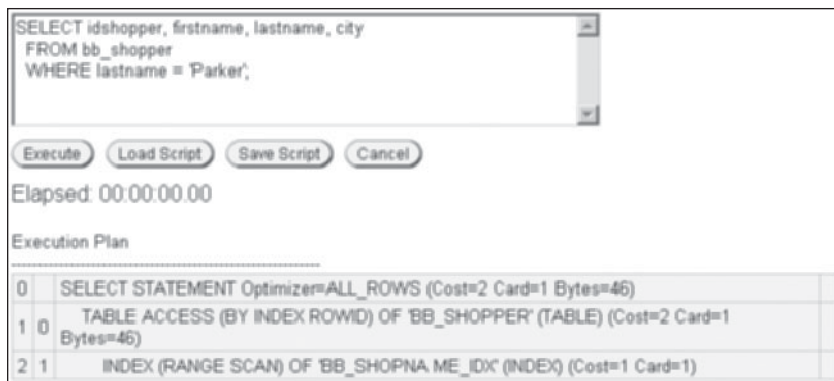 SELECT idshopper, firstname, lastname, city
FROM bb_shopper
WHERE lastname = 'Parker';
Execute Load Script Save Script Cancel
Elapsed: 00:00:00.00
Execution Plan
----------------------------------------------------------
0 SELECT STATEMENT Optimizer=ALL_ROWS (Cost=2 Card=1 Bytes=46)
1 0 TABLE ACCESS (BY INDEX ROWID) OF 'BB_SHOPPER' (TABLE) (Cost=2 Card=1
Bytes=46)
2 1 INDEX (RANGE SCAN) OF 'BB_SHOPNA ME_IDX' (INDEX) (Cost=1 Card=1)